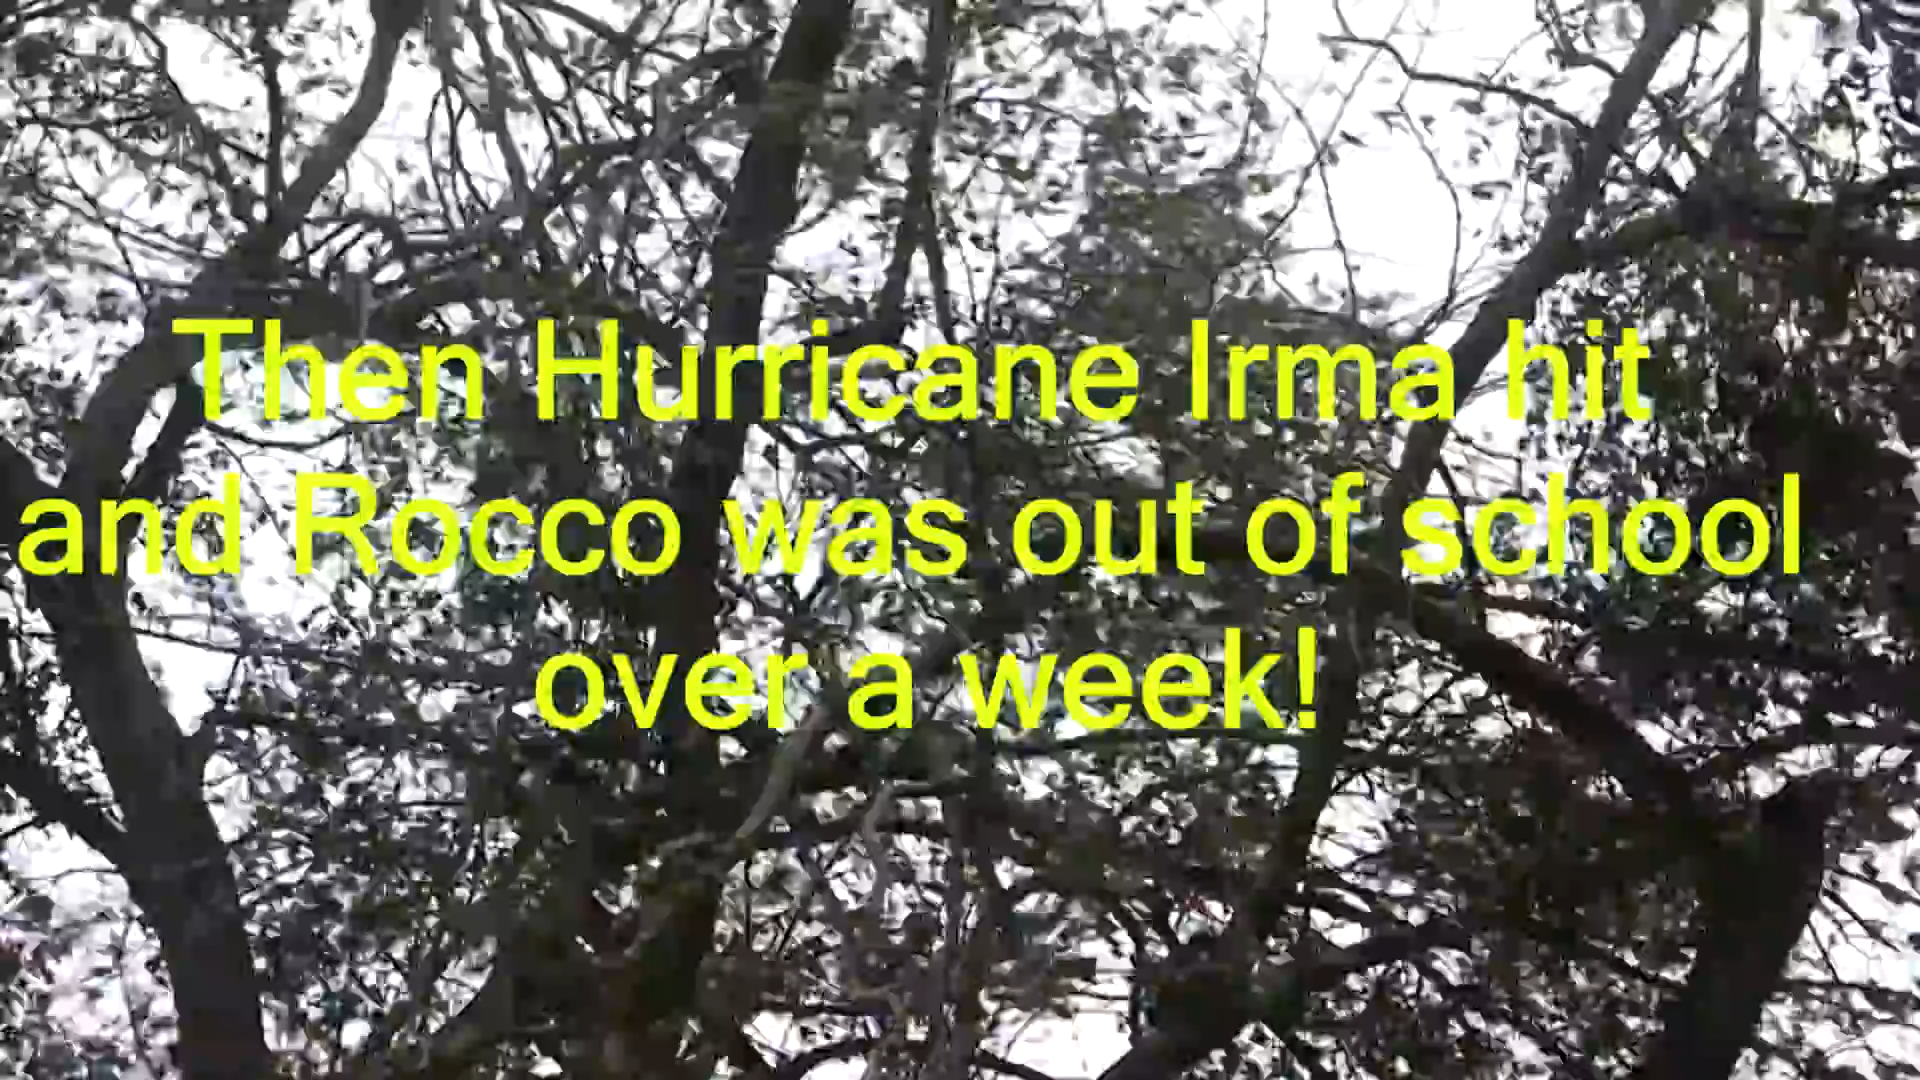 Then Hurricane Irma hit
and Rocco was out of school
over a week!